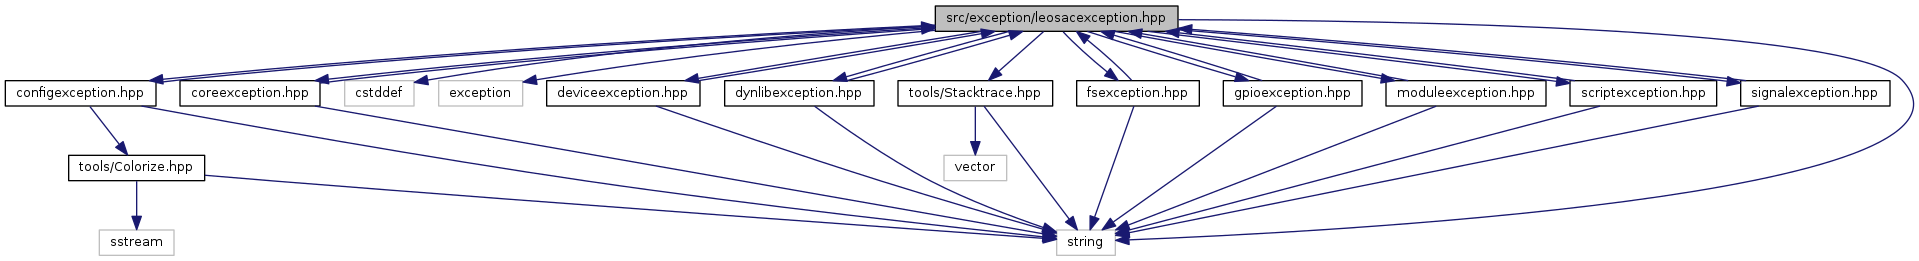 src/exception/leosacexception.hpp
configexception.hpp
coreexception.hpp
cstddef
exception
deviceexception.hpp
dynlibexception.hpp
tools/Stacktrace.hpp
fsexception.hpp
gpioexception.hpp
moduleexception.hpp
scriptexception.hpp
signalexception.hpp
tools/Colorize.hpp
vector
sstream
string